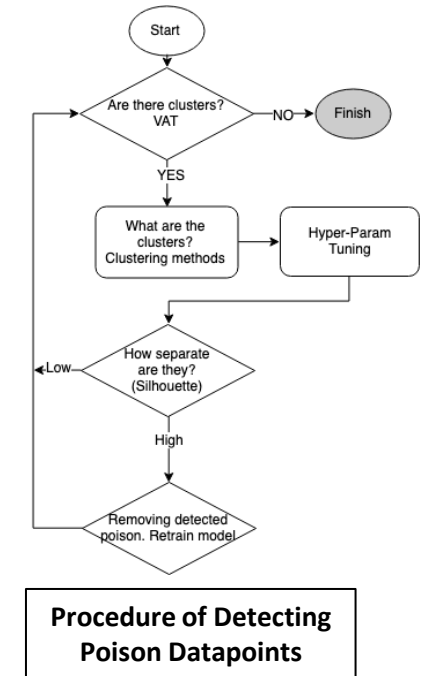 Start
Are there clusters?
VAT
NO
Finish
YES
What are the
clusters?
Clustering methods
Hyper-Param
Tuning
How separate
are they?
(Silhouette)
Low
High
Removing detected
poison. Retrain model
Procedure of Detecting
Poison Datapoints